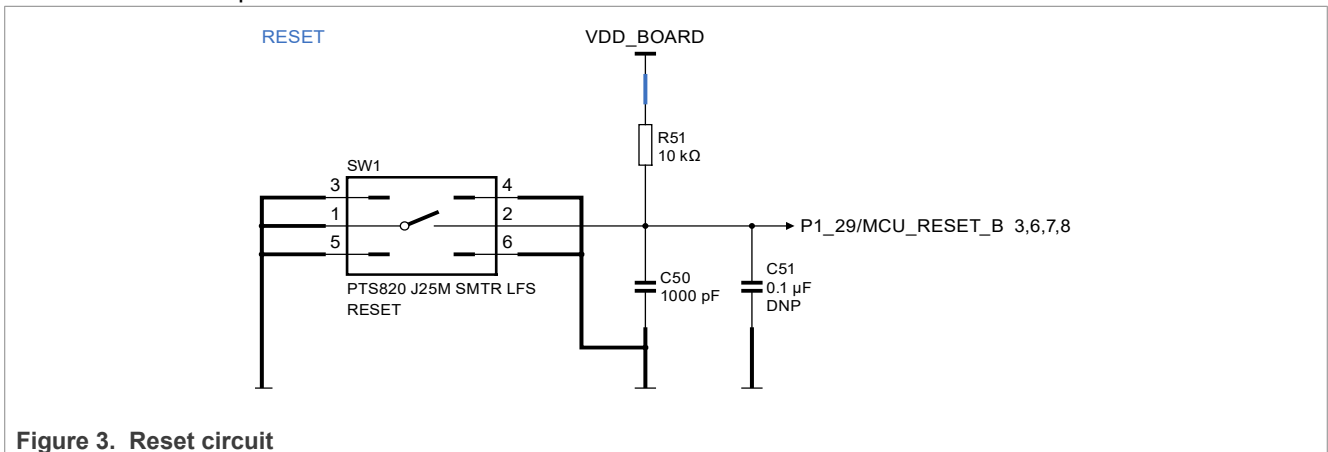 RESET
VDD_BOARD
R51
10 kΩ
SW1
3
4
1
2
5
6
P1_29/MCU_RESET_B 3,6,7,8
PTS820 J25M SMTR LFS
RESET
C50
1000 pF
C51
0.1 µF
DNP
Figure 3. Reset circuit